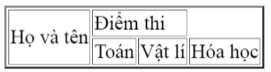 Họ và tên
Điểm thi
Toán Vật lí Hóa học